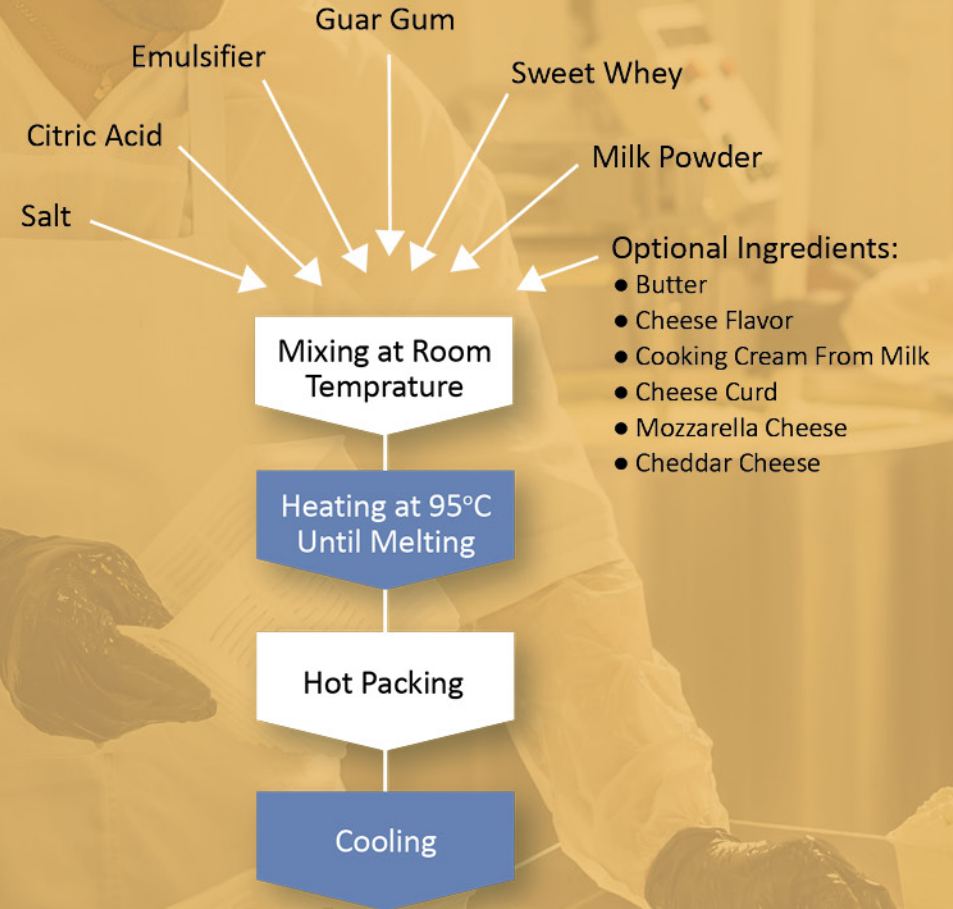 Guar Gum
Emulsifier
Sweet Whey
Citric Acid
Milk Powder
Salt
Optional Ingredients:
● Butter
● Cheese Flavor
● Cooking Cream From Milk
● Cheese Curd
● Mozzarella Cheese
● Cheddar Cheese
Mixing at Room
Temprature
Heating at 95°C
Until Melting
Hot Packing
Cooling